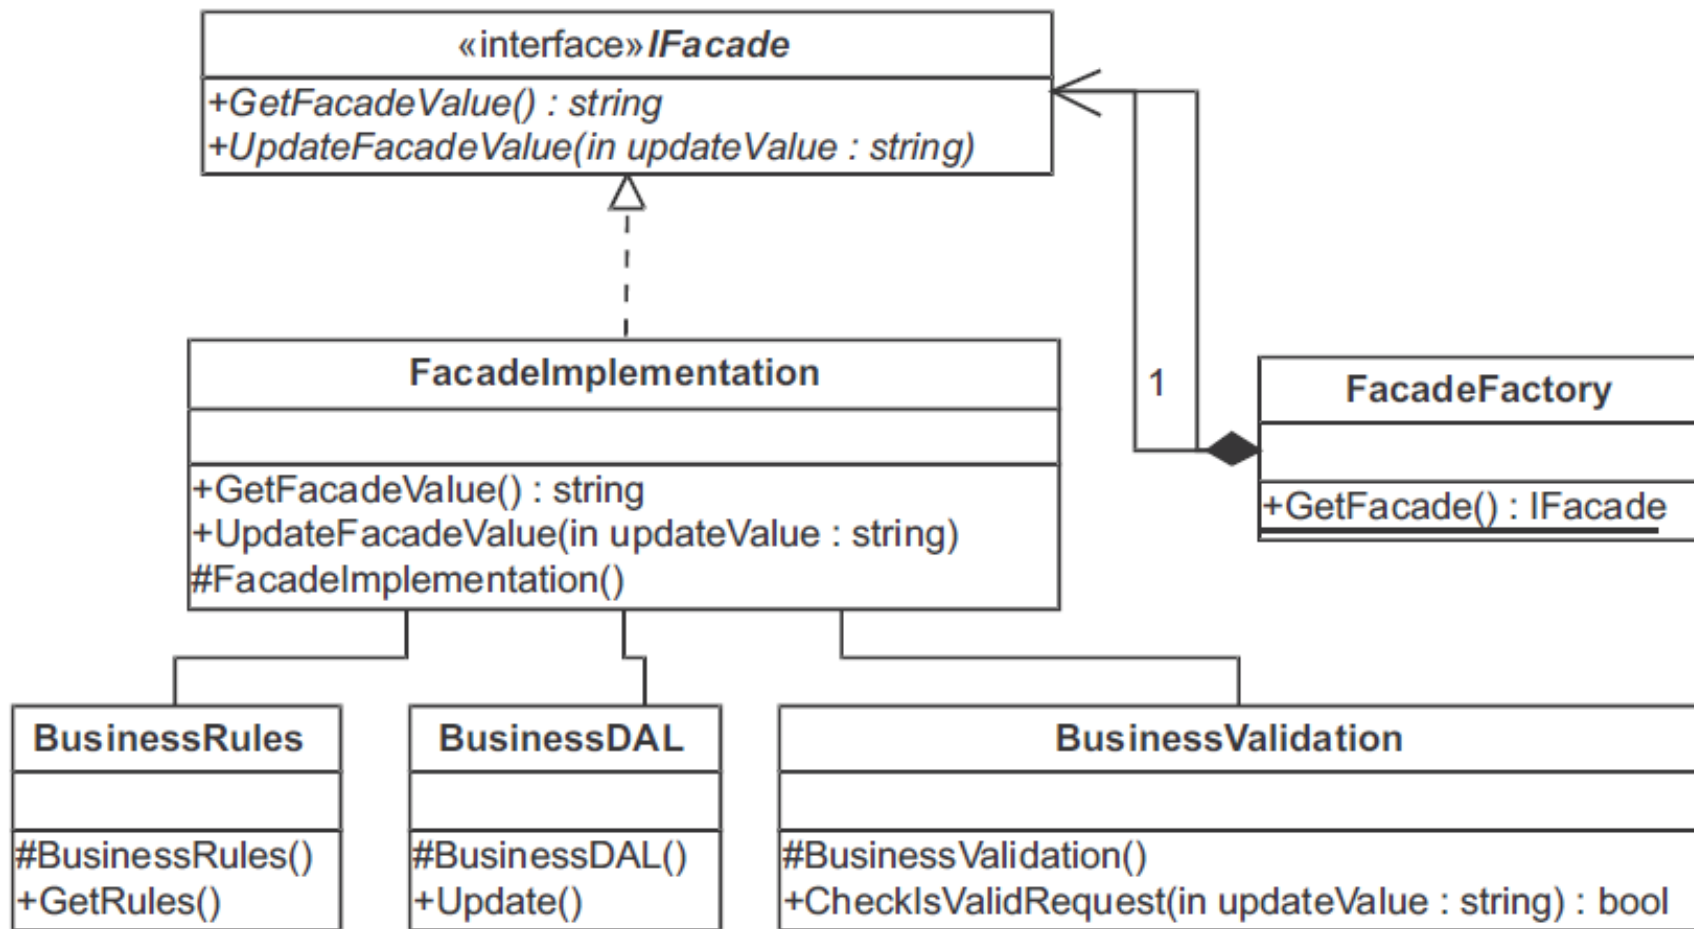 «interface»IFacade
+GetFacadeValue() : string
+UpdateFacadeValue(in updateValue : string)
FacadeImplementation
+GetFacadeValue() : string
+UpdateFacadeValue(in updateValue : string)
#FacadeImplementation()
1
FacadeFactory
+GetFacade() : IFacade
BusinessRules
#BusinessRules()
+GetRules()
BusinessDAL
#BusinessDAL()
+Update()
BusinessValidation
#BusinessValidation()
+CheckIsValidRequest(in updateValue : string) : bool